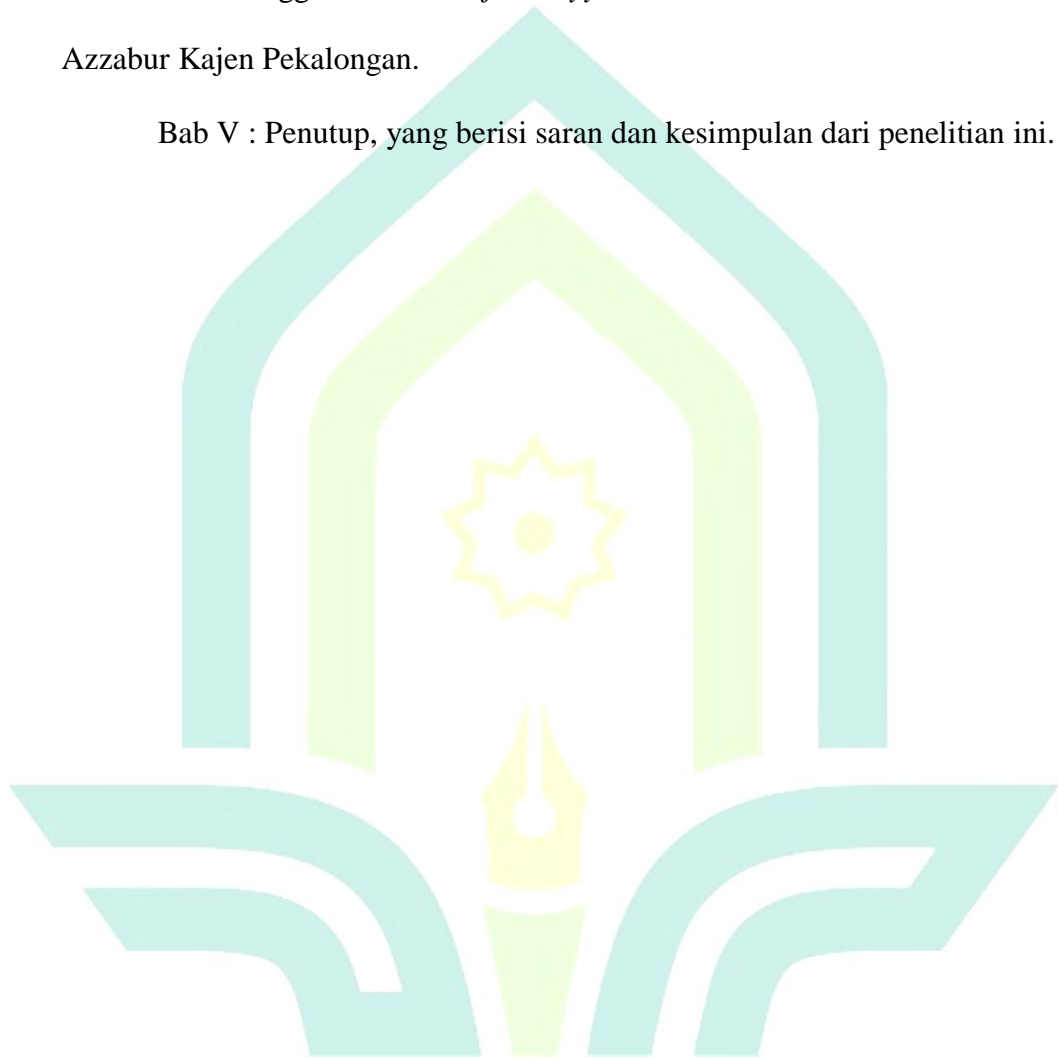 Azzabur Kajen Pekalongan.
Bab V : Penutup, yang berisi saran dan kesimpulan dari penelitian ini.